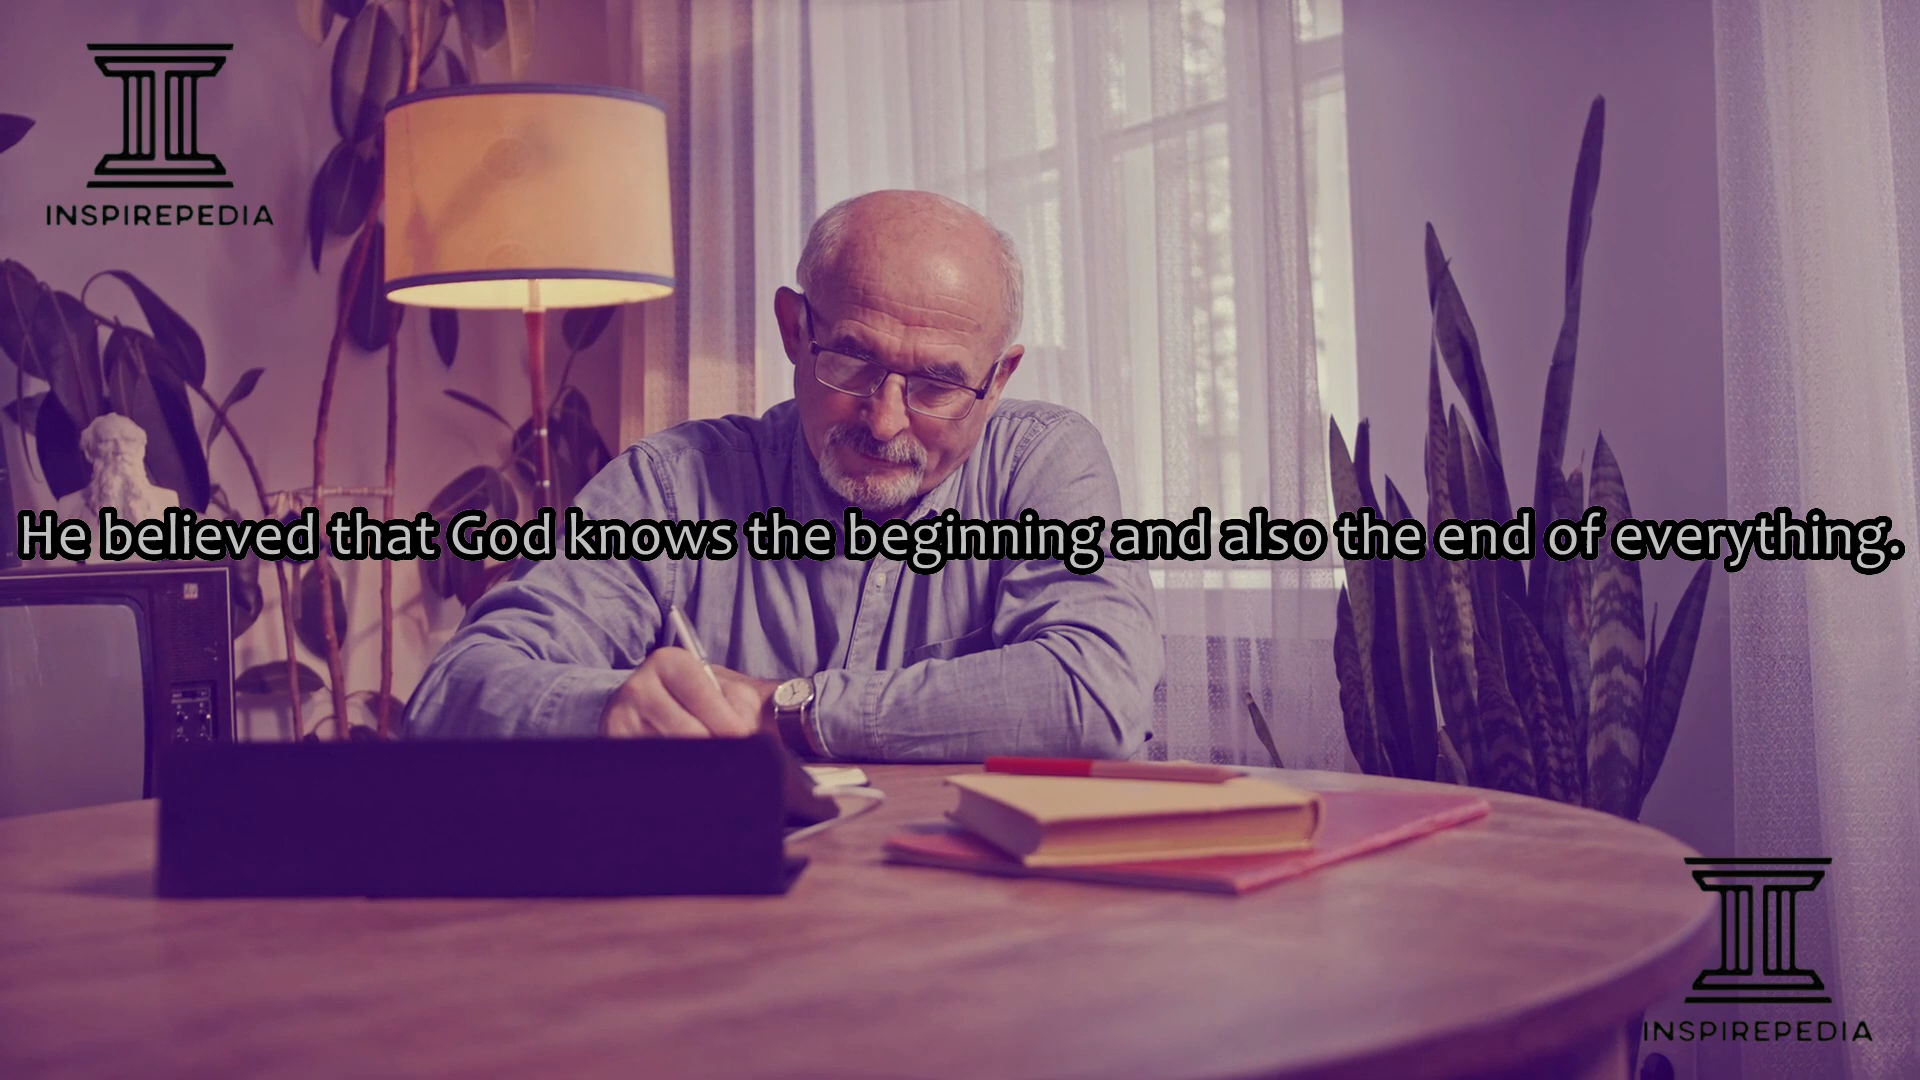 INSPIREPEDIA
He believed that God knows the beginning and also the end of everything.
INSPIREPEDIA